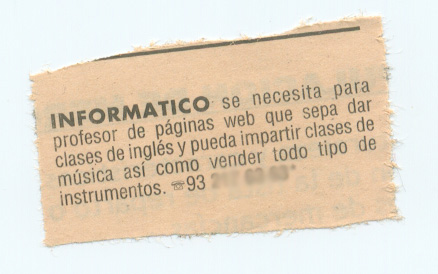 INFORMATICO se necesita para
profesor de páginas web que sepa dar
clases de inglés y pueda impartir clases de
música así como vender todo tipo de
instrumentos. ☎93